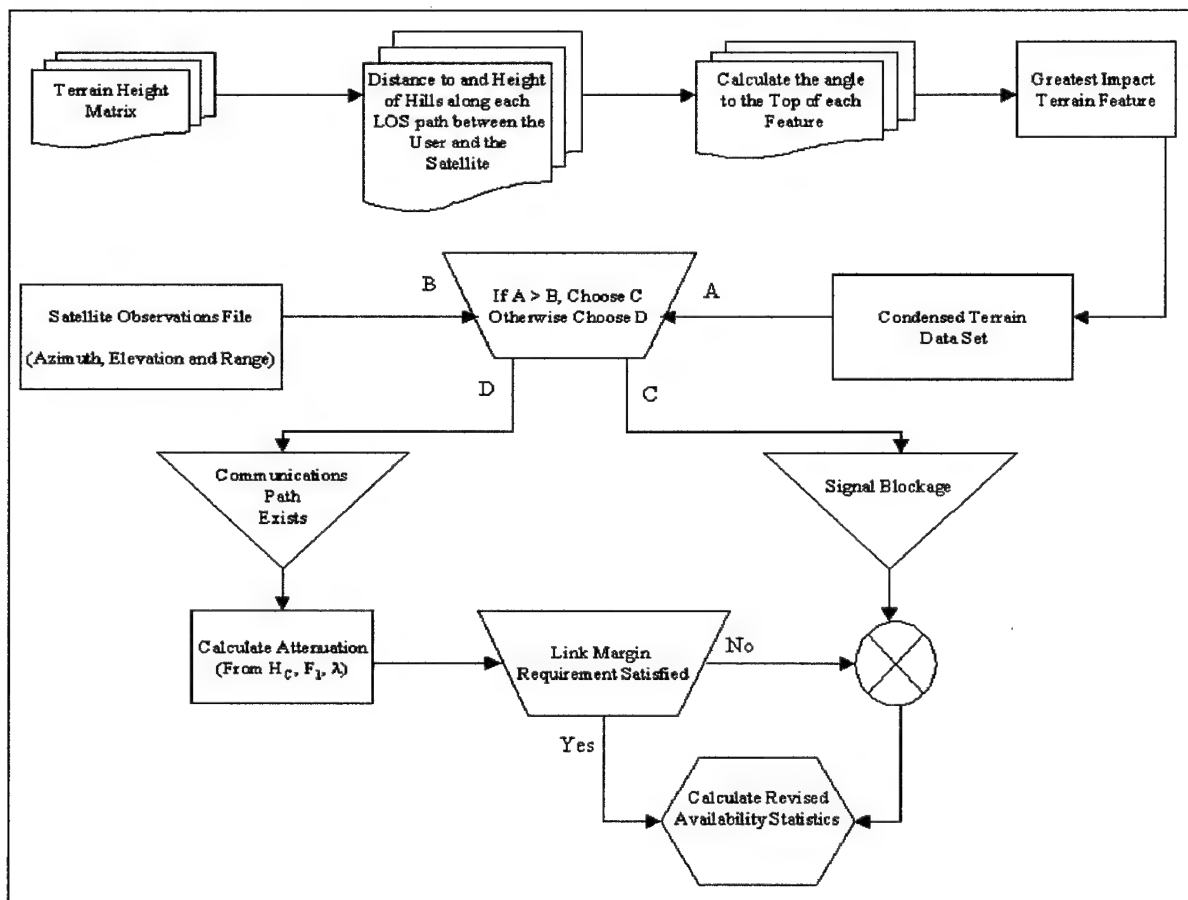 Terrain Height
Matrix
Distance to and Height
of Hills along each
LOS path between the
User and the
Satellite
Calculate the angle
to the Top of each
Feature
Greatest Impact
Terrain Feature
Satellite Observations File
(Azimuth, Elevation and Range)
B
If A > B, Choose C
Otherwise Choose D
A
Condensed Terrain
Data Set
D
C
Communications
Path
Exists
Signal Blockage
Calculate Attenuation
(From H_C, F_1, λ)
Link Margin
Requirement Satisfied
No
Yes
Calculate Revised
Availability Statistics